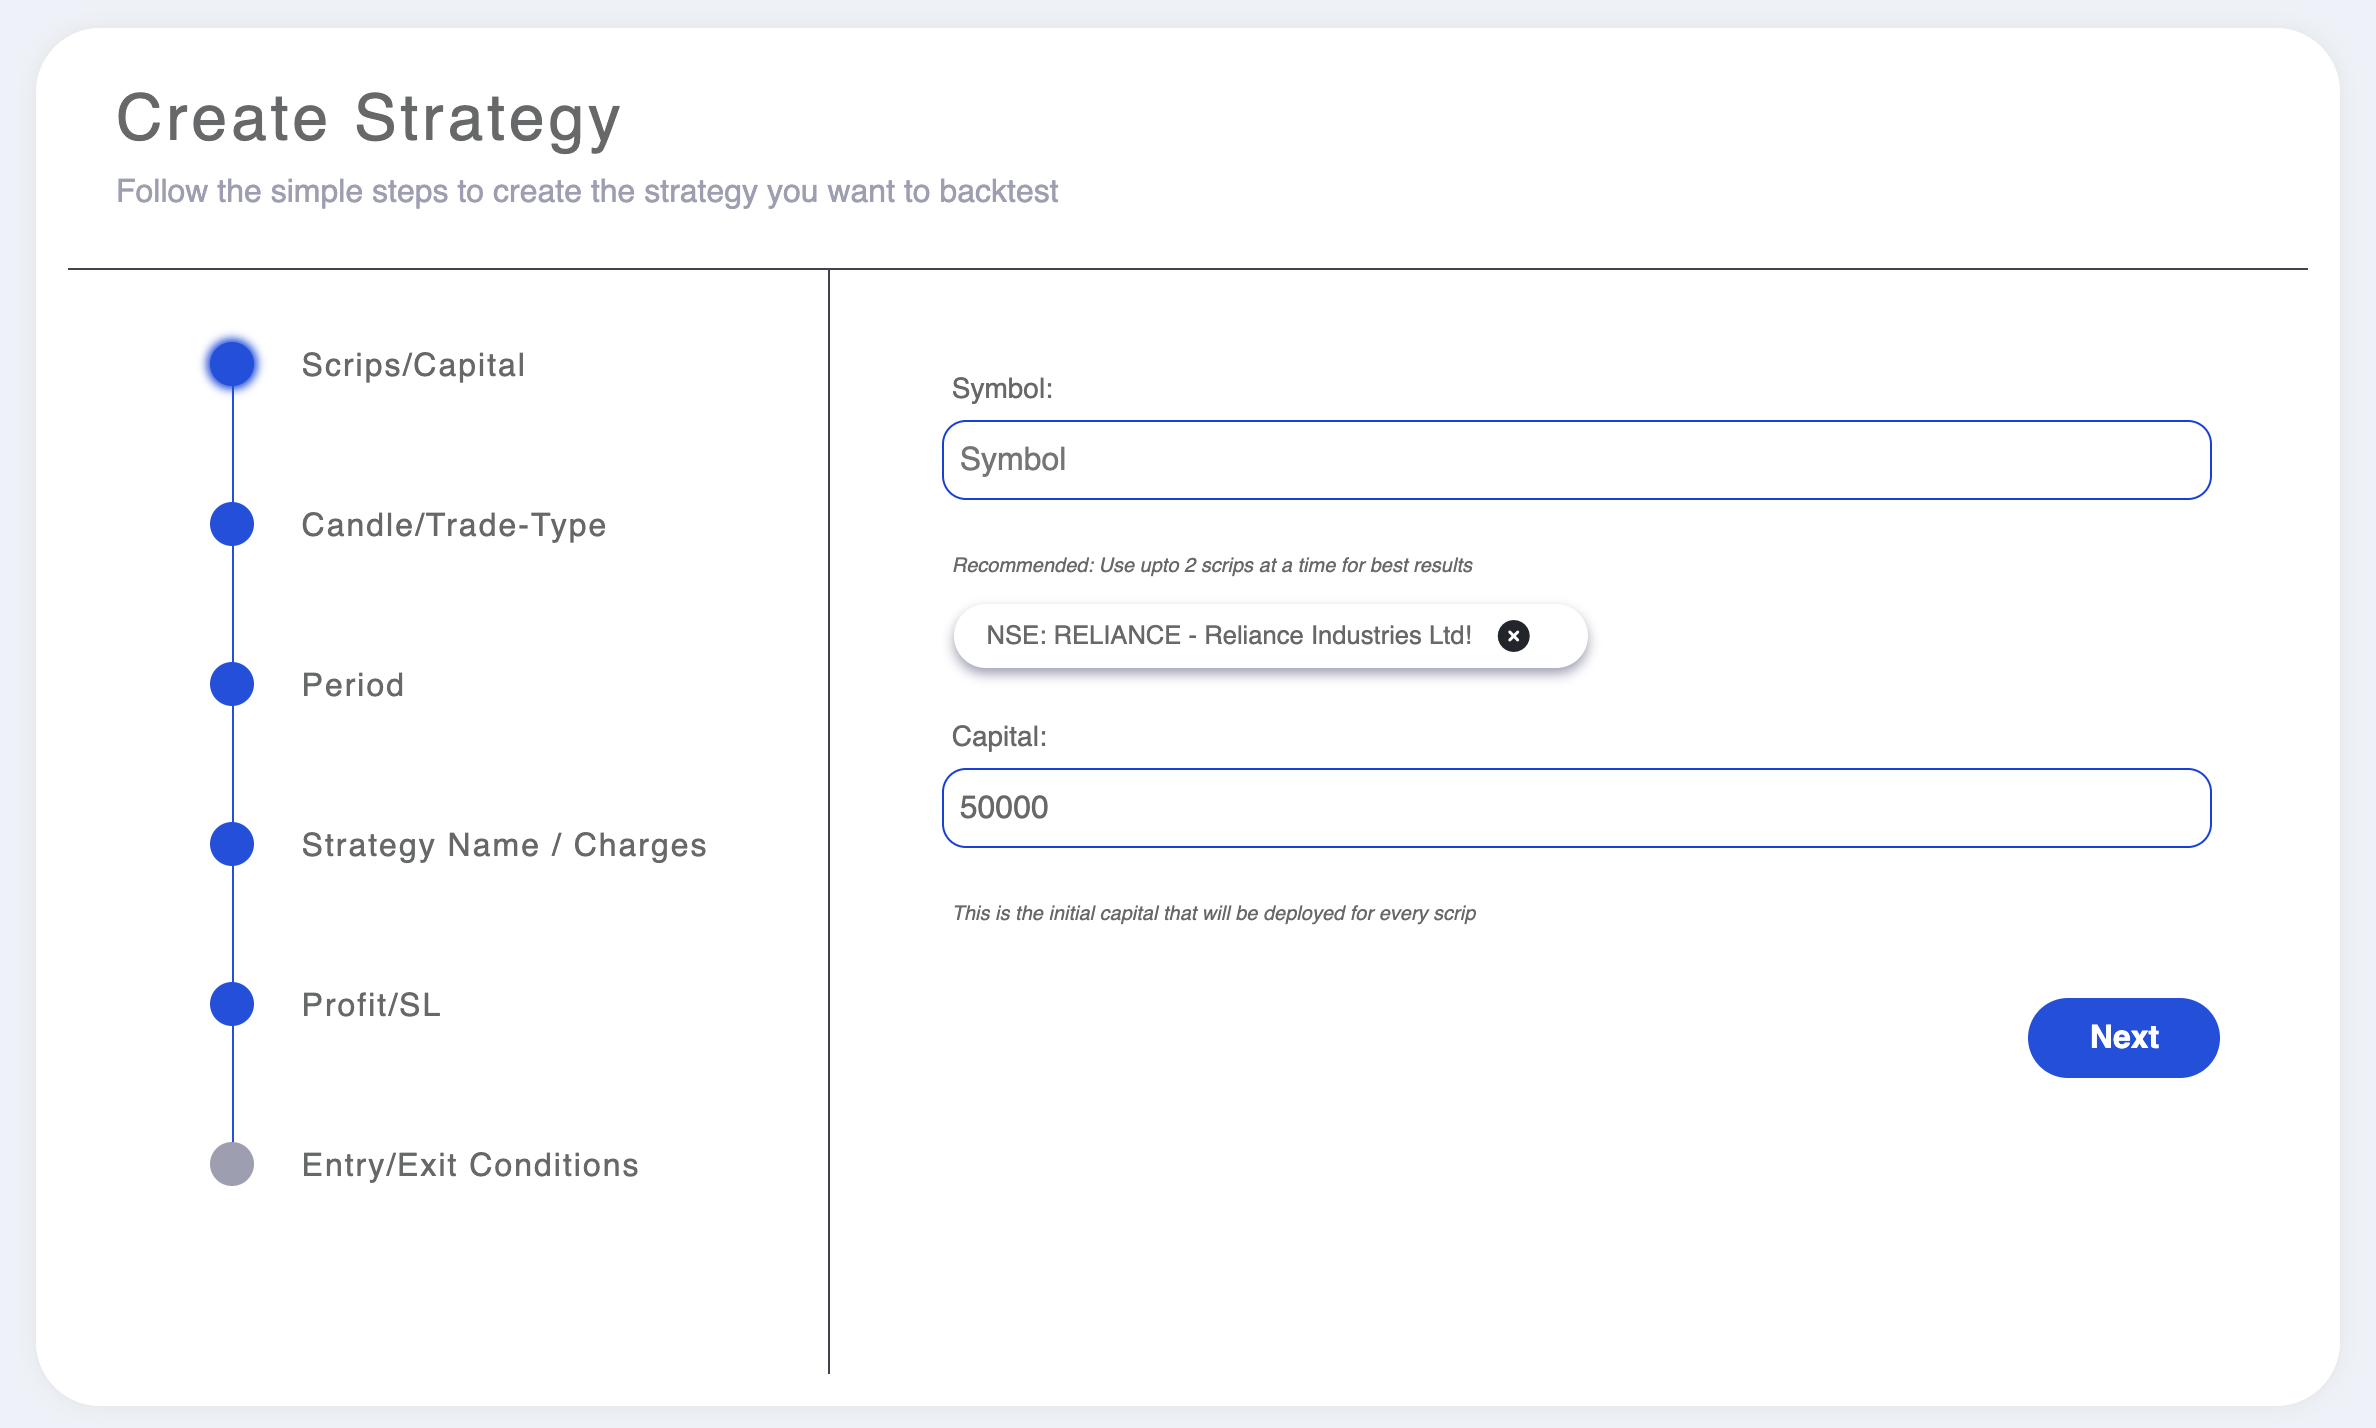 Create Strategy
Follow the simple steps to create the strategy you want to backtest
Scrips/Capital
Candle/Trade-Type
Period
Strategy Name / Charges
Profit/SL
Entry/Exit Conditions
Symbol:
Symbol
Recommended: Use upto 2 scrips at a time for best results
NSE: RELIANCE - Reliance Industries Ltd!
Capital:
50000
This is the initial capital that will be deployed for every scrip
Next